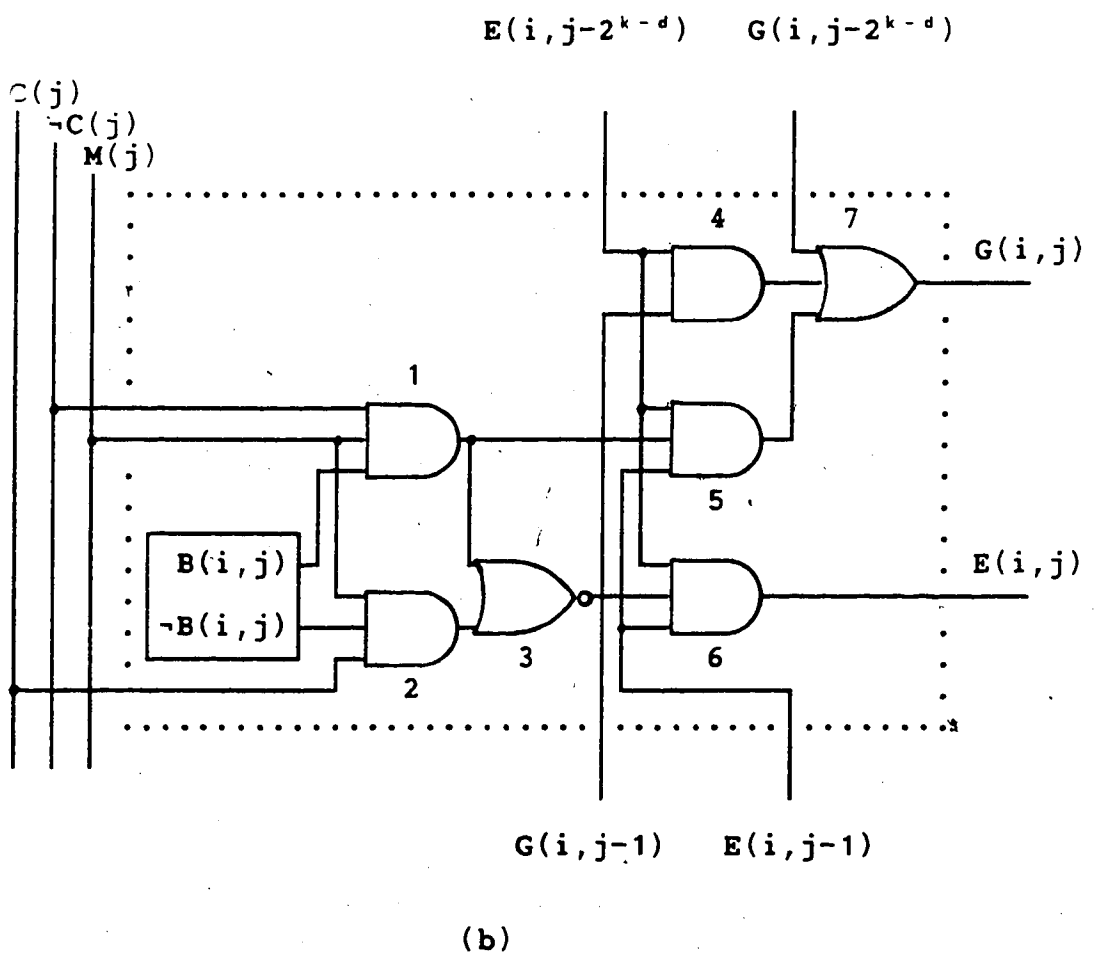 E(i,j-2^{k-d}) G(i,j-2^{k-d})
C(j)
¬C(j)
M(j)
4
7
G(i,j)
1
5
B(i,j)
E(i,j)
¬B(i,j)
3
6
2
G(i,j-1) E(i,j-1)
(b)